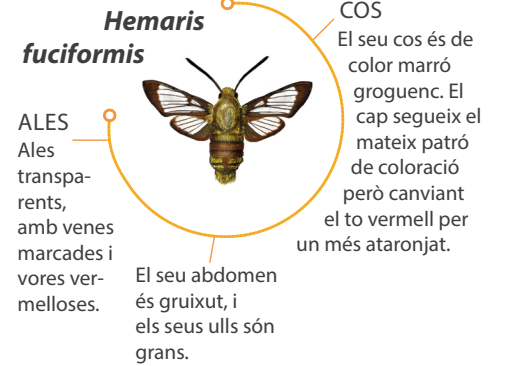 Hemaris
fuciformis
COS
El seu cos és de
color marró
groguenc. El
cap segueix el
mateix patró
de coloració
però canviant
el to vermell per
un més ataronjat.
ALES
Ales
transpa-
rents,
amb venes
marcades i
vores ver-
melloses.
El seu abdomen
és gruixut, i
els seus ulls són
grans.